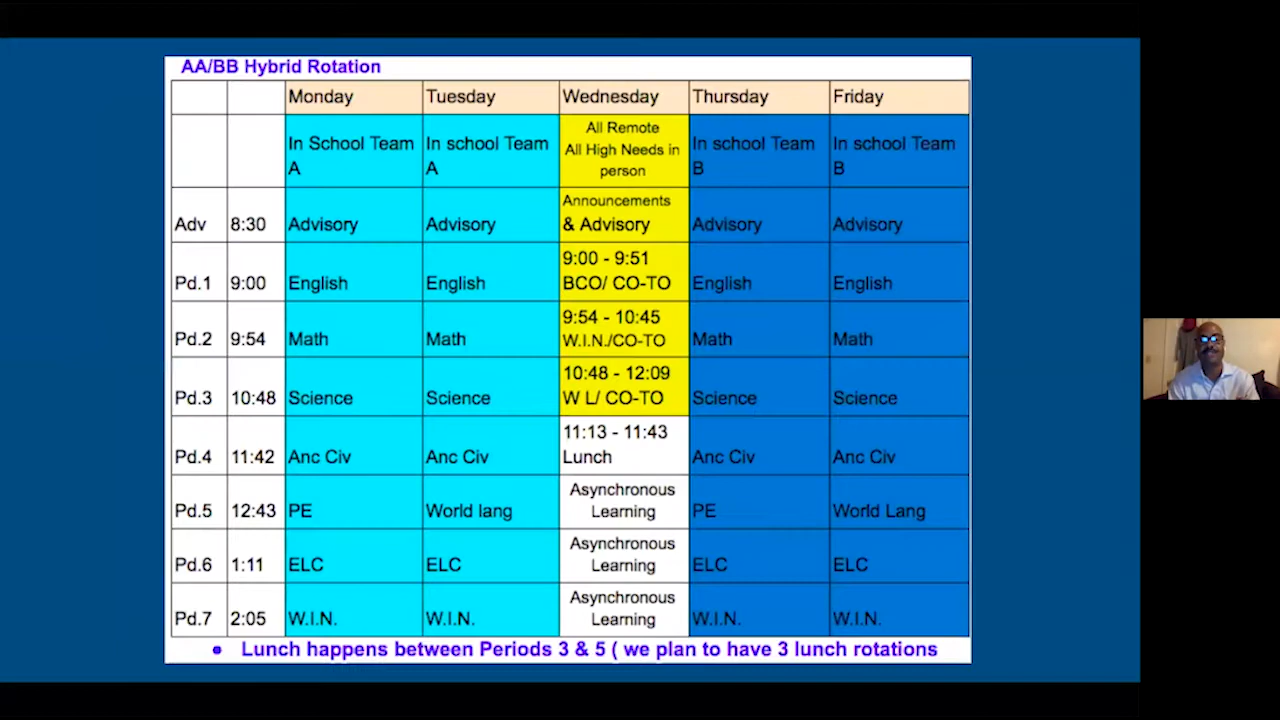 AA/BB Hybrid Rotation
Monday Tuesday Wednesday Thursday Friday
In School Team A In school Team A All Remote All High Needs in person In school Team B In school Team B
Adv 8:30 Advisory Advisory Announcements & Advisory Advisory Advisory
Pd.1 9:00 English English 9:00 - 9:51 BCO/ CO-TO English English
Pd.2 9:54 Math Math 9:54 - 10:45 W.I.N./CO-TO Math Math
Pd.3 10:48 Science Science 10:48 - 12:09 W L/ CO-TO Science Science
Pd.4 11:42 Anc Civ Anc Civ 11:13 - 11:43 Lunch Anc Civ Anc Civ
Pd.5 12:43 PE World lang Asynchronous Learning PE World Lang
Pd.6 1:11 ELC ELC Asynchronous Learning ELC ELC
Pd.7 2:05 W.I.N. W.I.N. Asynchronous Learning W.I.N. W.I.N.
• Lunch happens between Periods 3 & 5 ( we plan to have 3 lunch rotations